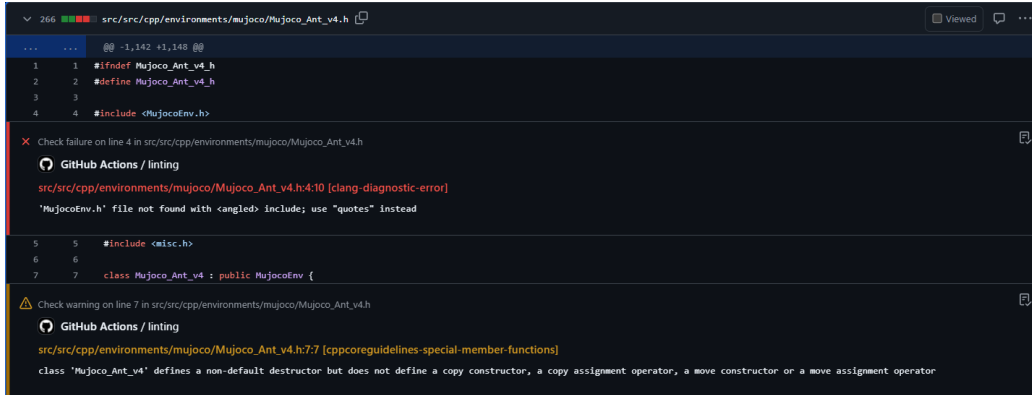 266 src/src/cpp/environments/mujoco/Mujoco_Ant_v4.h Viewed ...
... ... @@ -1,142 +1,148 @@
1 1 #ifndef Mujoco_Ant_v4_h
2 2 #define Mujoco_Ant_v4_h
3 3
4 4 #include <MujocoEnv.h>
Check failure on line 4 in src/src/cpp/environments/mujoco/Mujoco_Ant_v4.h
GitHub Actions / linting
src/src/cpp/environments/mujoco/Mujoco_Ant_v4.h:4:10 [clang-diagnostic-error]
'MujocoEnv.h' file not found with <angled> include; use "quotes" instead
5 5 #include <misc.h>
6 6
7 7 class Mujoco_Ant_v4 : public MujocoEnv {
Check warning on line 7 in src/src/cpp/environments/mujoco/Mujoco_Ant_v4.h
GitHub Actions / linting
src/src/cpp/environments/mujoco/Mujoco_Ant_v4.h:7:7 [cppcoreguidelines-special-member-functions]
class 'Mujoco_Ant_v4' defines a non-default destructor but does not define a copy constructor, a copy assignment operator, a move constructor or a move assignment operator